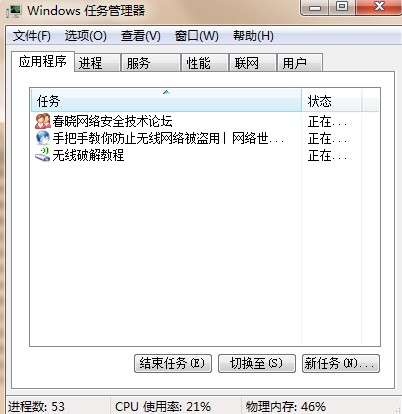 Windows 任务管理器
文件(F) 选项(O) 查看(V) 窗口(W) 帮助(H)
应用程序 进程 服务 性能 联网 用户
任务 状态
春晓网络安全技术论坛 正在...
手把手教你防止无线网络被盗用| 网络世... 正在...
无线破解教程 正在...
结束任务(E) 切换至(S) 新任务(N)...
进程数: 53 CPU 使用率: 21% 物理内存: 46%